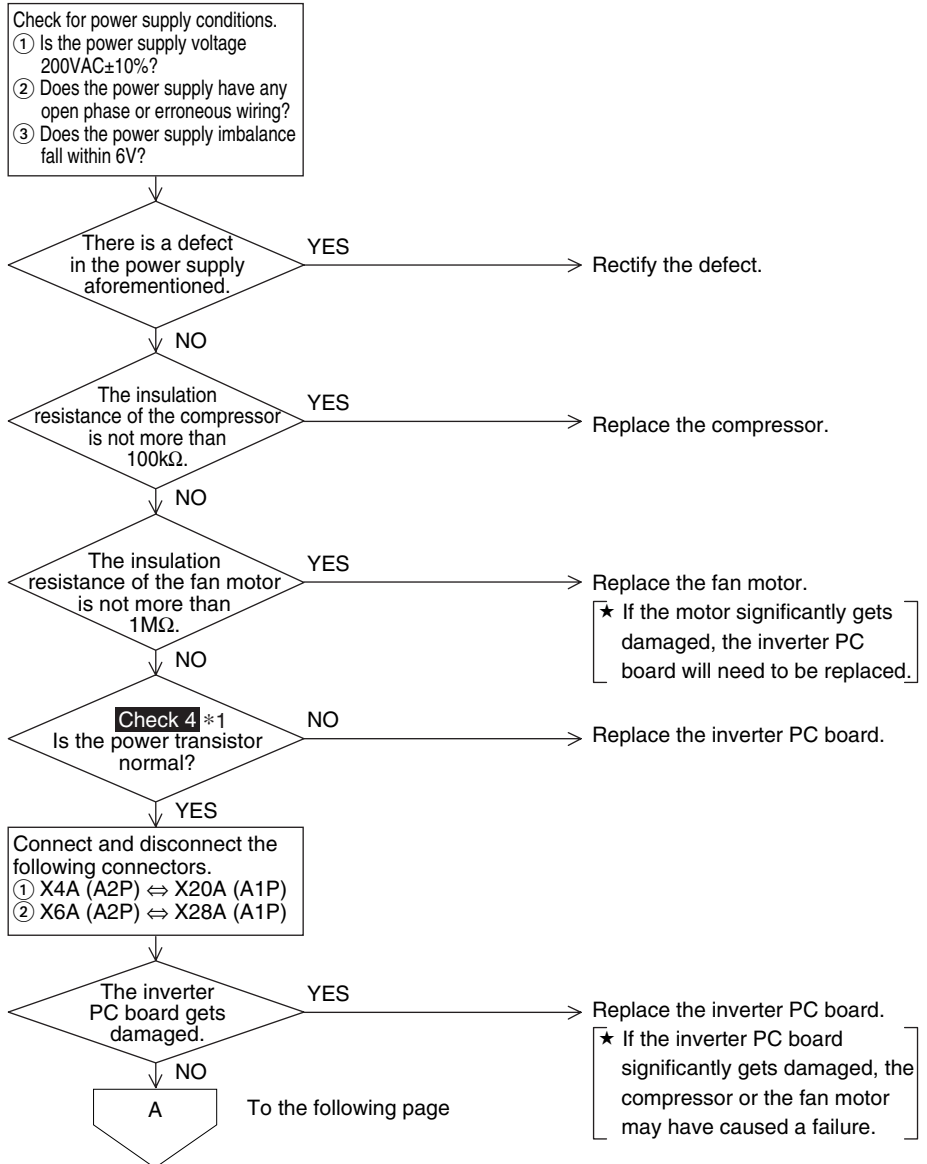 Check for power supply conditions.
① Is the power supply voltage
200VAC±10%?
② Does the power supply have any
open phase or erroneous wiring?
③ Does the power supply imbalance
fall within 6V?
There is a defect
in the power supply
aforementioned.
YES
Rectify the defect.
NO
The insulation
resistance of the compressor
is not more than
100kΩ.
YES
Replace the compressor.
NO
The insulation
resistance of the fan motor
is not more than
1MΩ.
YES
Replace the fan motor.
★ If the motor significantly gets
damaged, the inverter PC
board will need to be replaced.
NO
Check 4 *1
Is the power transistor
normal?
NO
Replace the inverter PC board.
YES
Connect and disconnect the
following connectors.
① X4A (A2P) ⇔ X20A (A1P)
② X6A (A2P) ⇔ X28A (A1P)
The inverter
PC board gets
damaged.
YES
Replace the inverter PC board.
★ If the inverter PC board
significantly gets damaged, the
compressor or the fan motor
may have caused a failure.
NO
A
To the following page